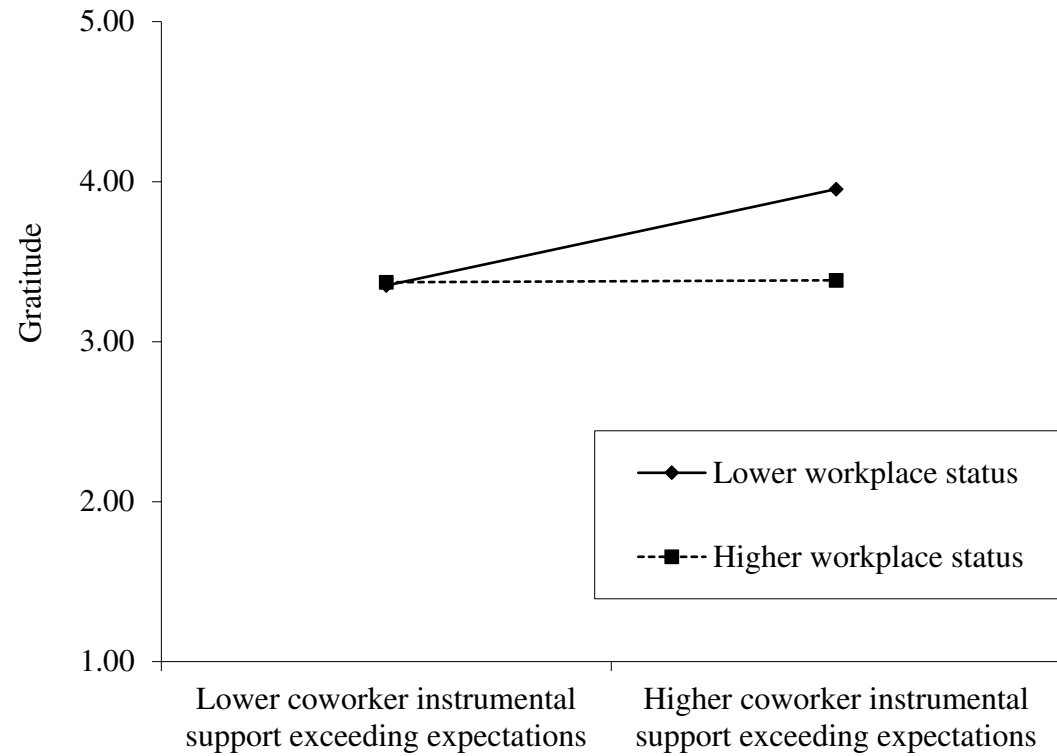 5.00
4.00
3.00
2.00
1.00
Gratitude
Lower workplace status
Higher workplace status
Lower coworker instrumental
support exceeding expectations
Higher coworker instrumental
support exceeding expectations